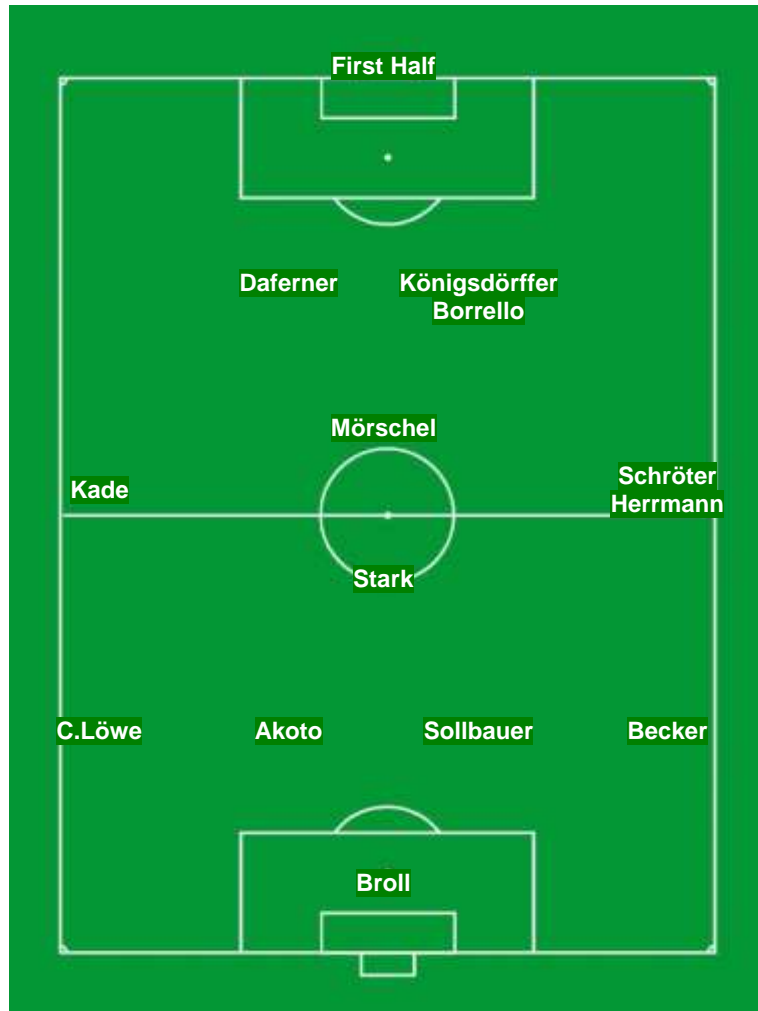 First Half
Daferner Königsdörffer
Borrello
Mörschel
Kade Schröter
Herrmann
Stark
C.Löwe Akoto Sollbauer Becker
Broll